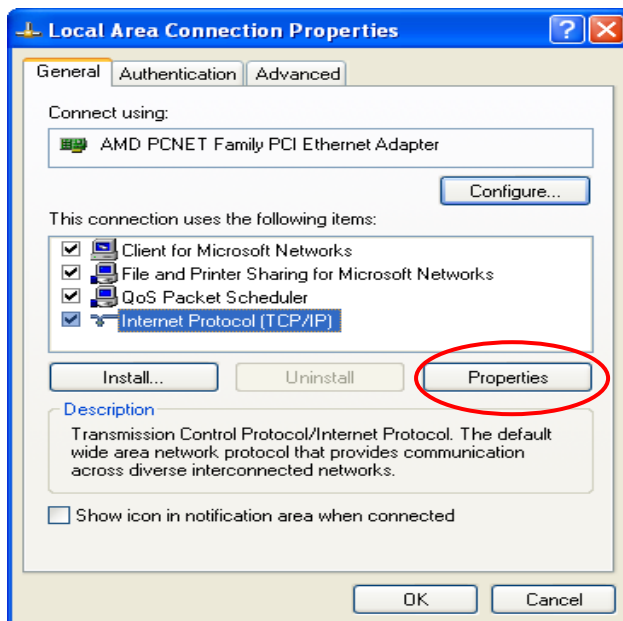 Local Area Connection Properties
General Authentication Advanced
Connect using:
AMD PCNET Family PCI Ethernet Adapter
Configure...
This connection uses the following items:
Client for Microsoft Networks
File and Printer Sharing for Microsoft Networks
QoS Packet Scheduler
Internet Protocol (TCP/IP)
Install... Uninstall Properties
Description
Transmission Control Protocol/Internet Protocol. The default
wide area network protocol that provides communication
across diverse interconnected networks.
Show icon in notification area when connected
OK Cancel